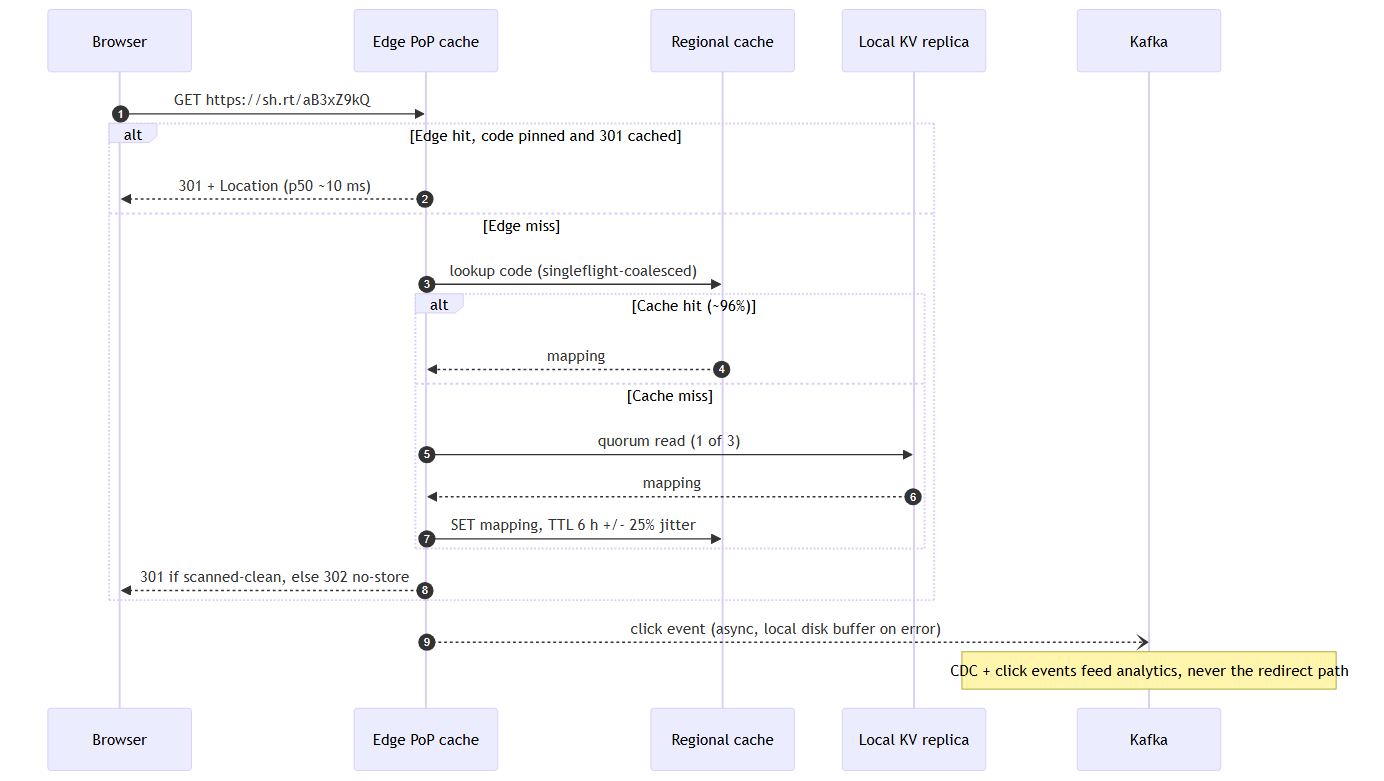 Browser
Edge PoP cache
Regional cache
Local KV replica
Kafka
GET https://sh.rt/aB3xZ9kQ
1
alt
[Edge hit, code pinned and 301 cached]
301 + Location (p50 ~10 ms)
2
[Edge miss]
lookup code (singleflight-coalesced)
3
alt
[Cache hit (~96%)]
mapping
4
[Cache miss]
quorum read (1 of 3)
5
mapping
6
SET mapping, TTL 6 h +/- 25% jitter
7
301 if scanned-clean, else 302 no-store
8
click event (async, local disk buffer on error)
9
CDC + click events feed analytics, never the redirect path
Browser
Edge PoP cache
Regional cache
Local KV replica
Kafka